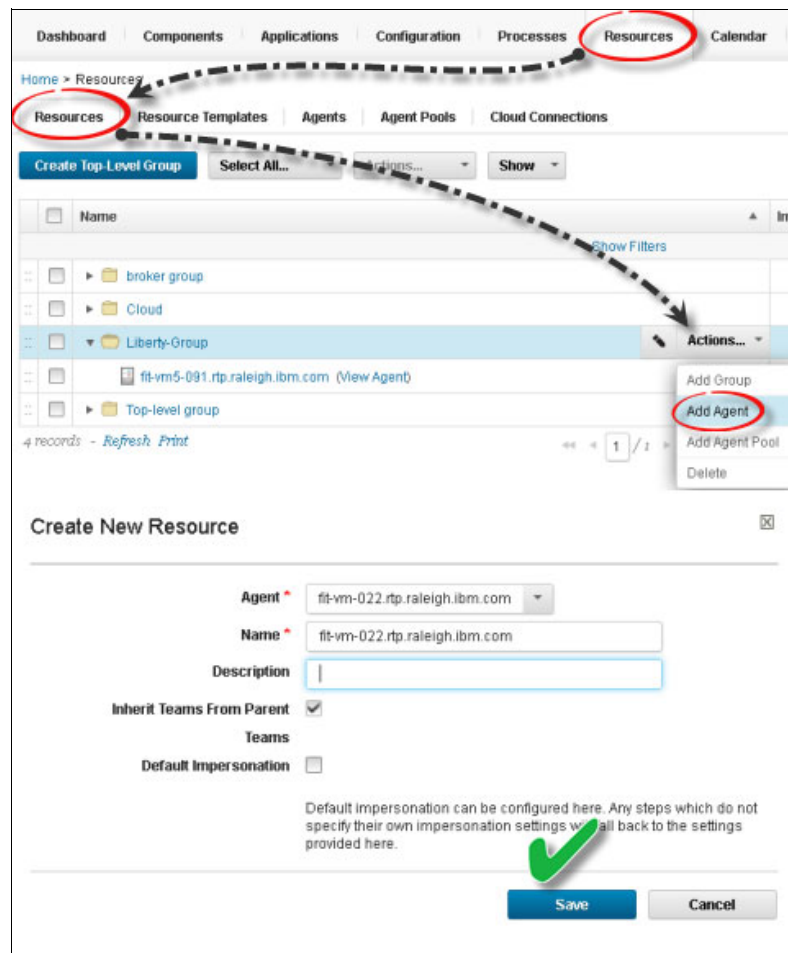 Dashboard Components Applications Configuration Processes Resources Calendar
Home > Resources
Resources Resource Templates Agents Agent Pools Cloud Connections
Create Top-Level Group Select All... Actions... Show
Name
Show Filters
broker group
Cloud
Liberty-Group Actions...
fit-vm5-091.rtp.raleigh.ibm.com (View Agent)
Add Group
Top-level group Add Agent
4 records - Refresh Print 1 / 1 Add Agent Pool
Delete
Create New Resource
Agent * fit-vm-022.rtp.raleigh.ibm.com
Name * fit-vm-022.rtp.raleigh.ibm.com
Description
Inherit Teams From Parent
Teams
Default Impersonation
Default impersonation can be configured here. Any steps which do not
specify their own impersonation settings will fall back to the settings
provided here.
Save Cancel